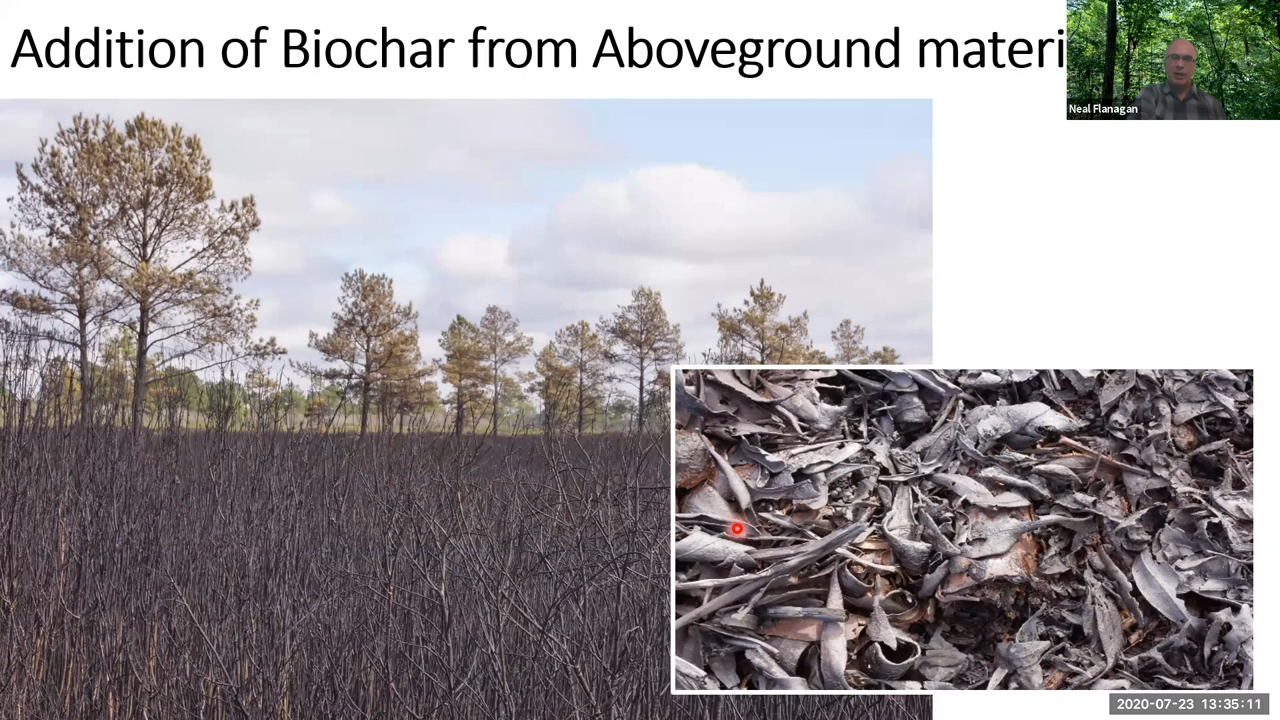 Addition of Biochar from Aboveground materi
Neal Flanagan
2020-07-23 13:35:11